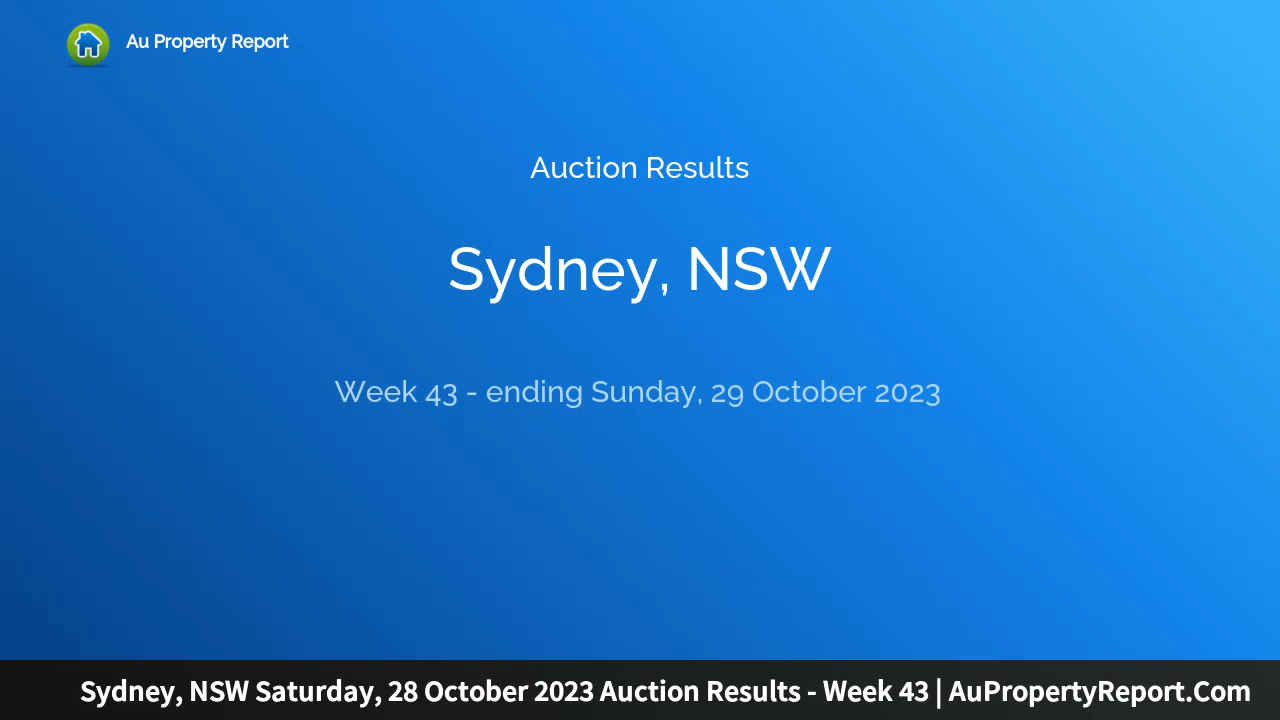 Au Property Report
Auction Results
Sydney, NSW
Week 43 - ending Sunday, 29 October 2023
Sydney, NSW Saturday, 28 October 2023 Auction Results - Week 43 | AuPropertyReport.Com